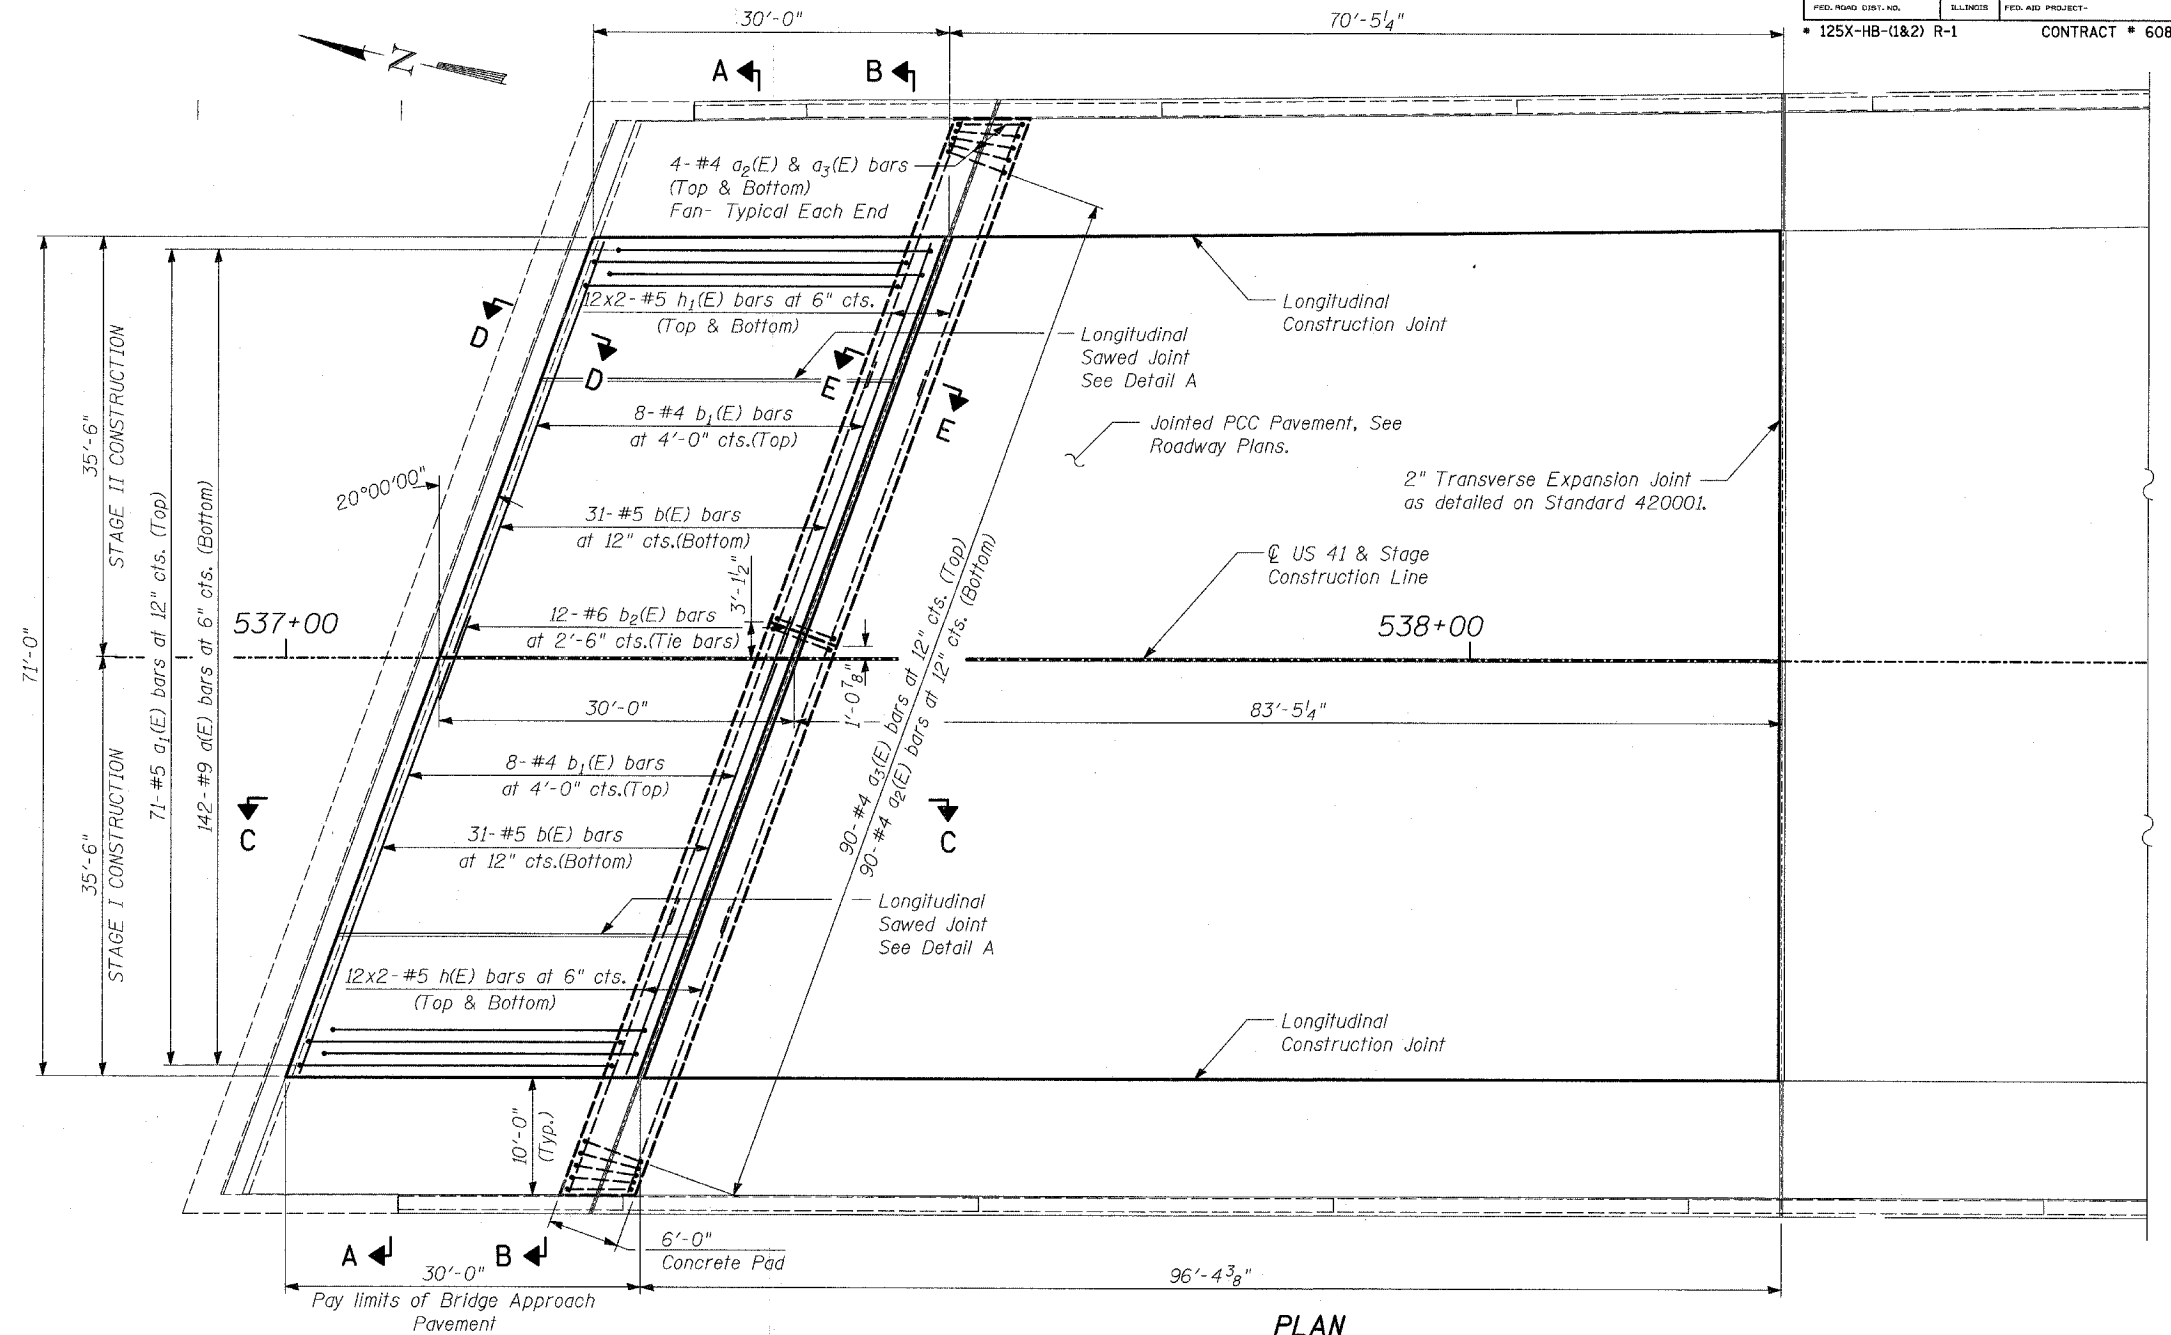 FED. ROAD DIST. NO.
ILLINOIS
FED. AID PROJECT-
* 125X-HB-(1&2) R-1
CONTRACT # 608
30'-0"
70'-5¼"
N
A
B
4-#4 a₂(E) & a₃(E) bars
(Top & Bottom)
Fan- Typical Each End
12x2-#5 h₁(E) bars at 6" cts.
(Top & Bottom)
Longitudinal
Construction Joint
Longitudinal
Sawed Joint
See Detail A
D
D
E
E
8-#4 b₁(E) bars
at 4'-0" cts.(Top)
Jointed PCC Pavement, See
Roadway Plans.
2" Transverse Expansion Joint
as detailed on Standard 420001.
20°00'00"
31-#5 b(E) bars
at 12" cts.(Bottom)
℄ US 41 & Stage
Construction Line
3'-1½"
12-#6 b₂(E) bars
at 2'-6" cts.(Tie bars)
537+00
538+00
71'-0"
35'-6"
STAGE II CONSTRUCTION
35'-6"
STAGE I CONSTRUCTION
71-#5 a₁(E) bars at 12" cts. (Top)
142-#9 a(E) bars at 6" cts. (Bottom)
30'-0"
1'-0⅞"
83'-5¼"
90-#4 a₃(E) bars at 12" cts. (Top)
90-#4 a₂(E) bars at 12" cts. (Bottom)
8-#4 b₁(E) bars
at 4'-0" cts.(Top)
C
C
31-#5 b(E) bars
at 12" cts.(Bottom)
Longitudinal
Sawed Joint
See Detail A
12x2-#5 h(E) bars at 6" cts.
(Top & Bottom)
Longitudinal
Construction Joint
10'-0"
(Typ.)
A
B
6'-0"
Concrete Pad
30'-0"
Pay limits of Bridge Approach
Pavement
96'-4⅜"
PLAN